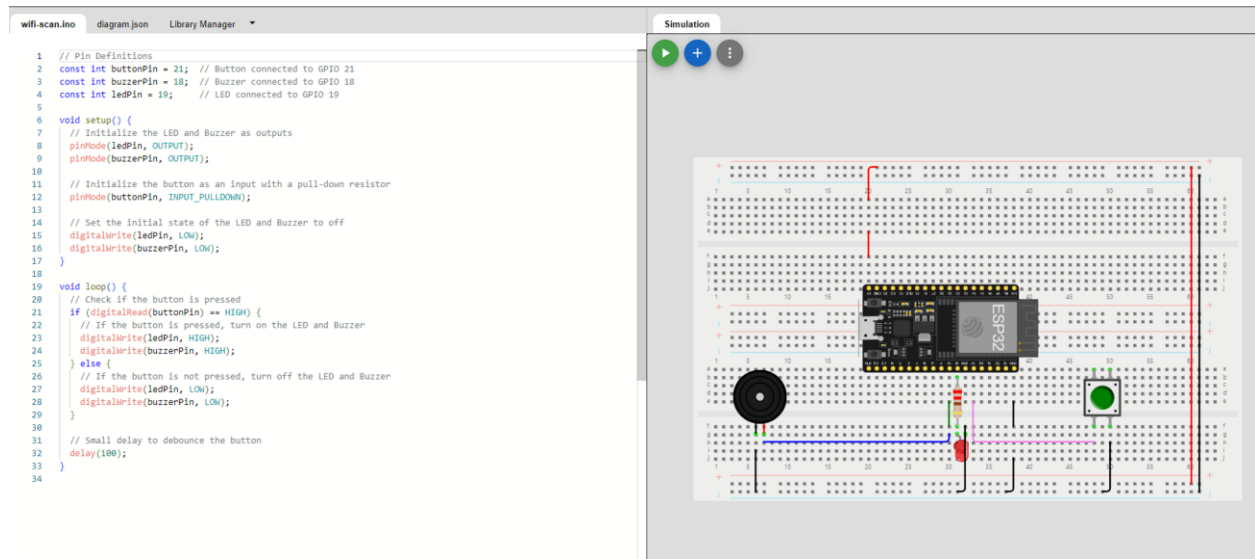 wifi-scan.ino diagram.json Library Manager
Simulation
1 // Pin Definitions
2 const int buttonPin = 21; // Button connected to GPIO 21
3 const int buzzerPin = 18; // Buzzer connected to GPIO 18
4 const int ledPin = 19; // LED connected to GPIO 19
5
6 void setup() {
7 // Initialize the LED and Buzzer as outputs
8 pinMode(ledPin, OUTPUT);
9 pinMode(buzzerPin, OUTPUT);
10
11 // Initialize the button as an input with a pull-down resistor
12 pinMode(buttonPin, INPUT_PULLDOWN);
13
14 // Set the initial state of the LED and Buzzer to off
15 digitalWrite(ledPin, LOW);
16 digitalWrite(buzzerPin, LOW);
17 }
18
19 void loop() {
20 // Check if the button is pressed
21 if (digitalRead(buttonPin) == HIGH) {
22 // If the button is pressed, turn on the LED and Buzzer
23 digitalWrite(ledPin, HIGH);
24 digitalWrite(buzzerPin, HIGH);
25 } else {
26 // If the button is not pressed, turn off the LED and Buzzer
27 digitalWrite(ledPin, LOW);
28 digitalWrite(buzzerPin, LOW);
29 }
30
31 // Small delay to debounce the button
32 delay(100);
33 }
34
ESP32